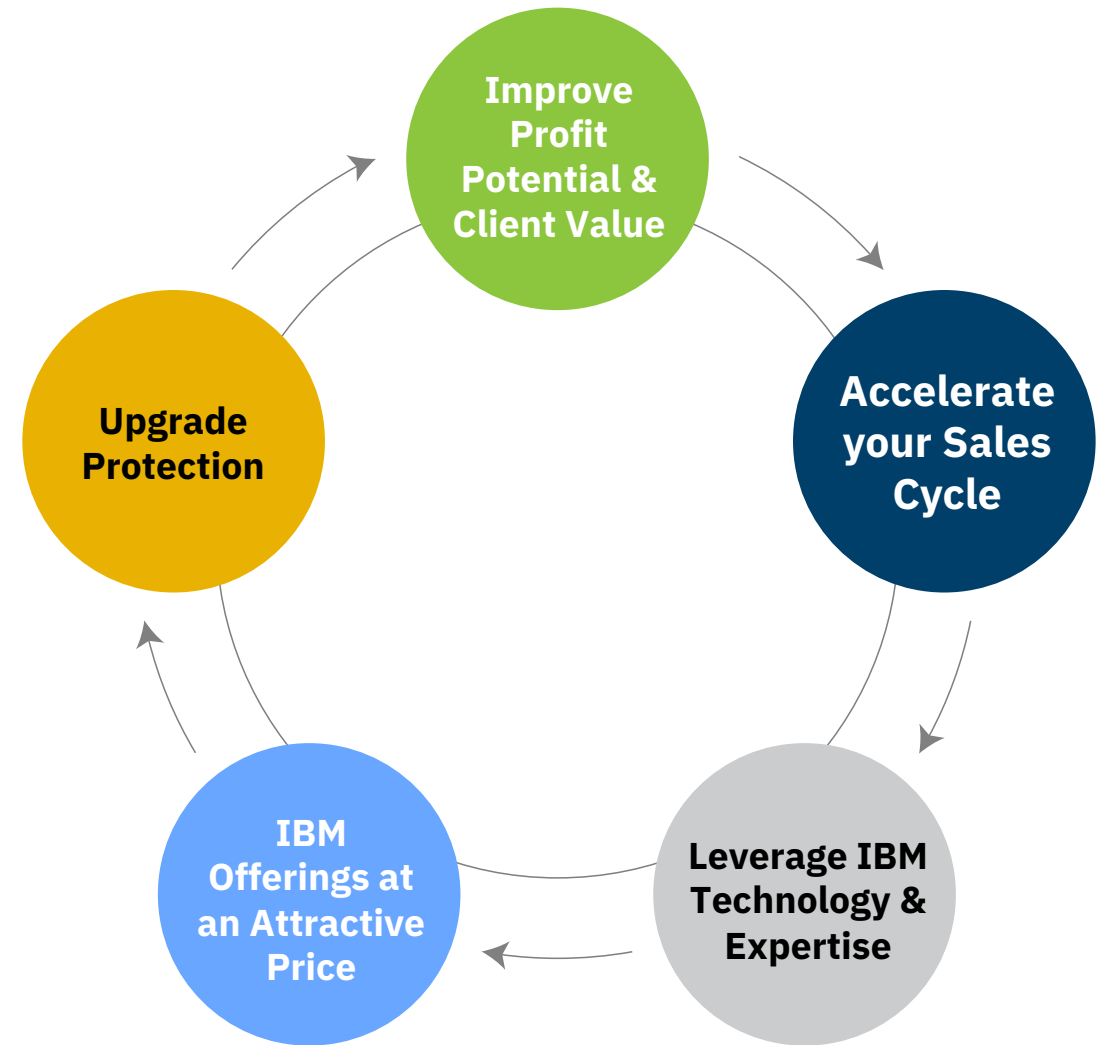 Improve
Profit
Potential &
Client Value
Accelerate
your Sales
Cycle
Leverage IBM
Technology &
Expertise
IBM
Offerings at
an Attractive
Price
Upgrade
Protection